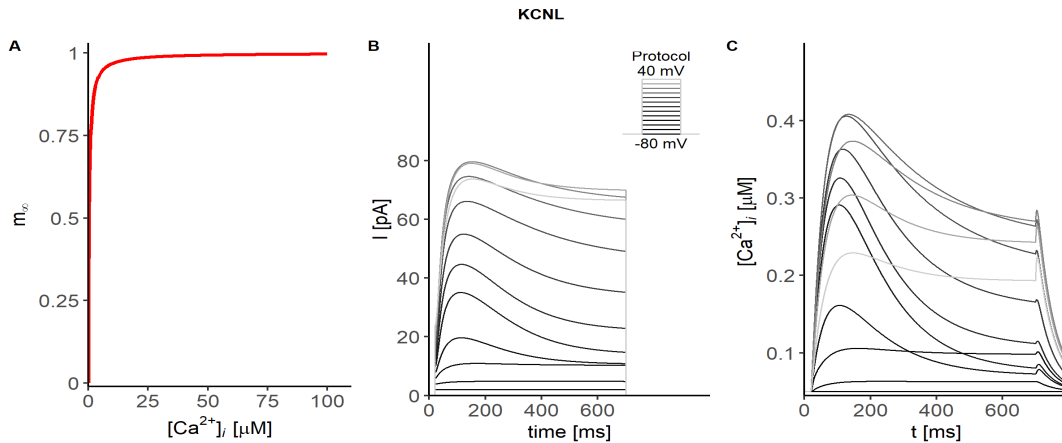 KCNL
A
1
0.75
0.5
0.25
0
m∞
0
25
50
75
100
[Ca²⁺]ᵢ [μM]
B
Protocol
40 mV
-80 mV
80
60
40
20
0
I [pA]
0
200
400
600
time [ms]
C
0.4
0.3
0.2
0.1
[Ca²⁺]ᵢ [μM]
0
200
400
600
t [ms]